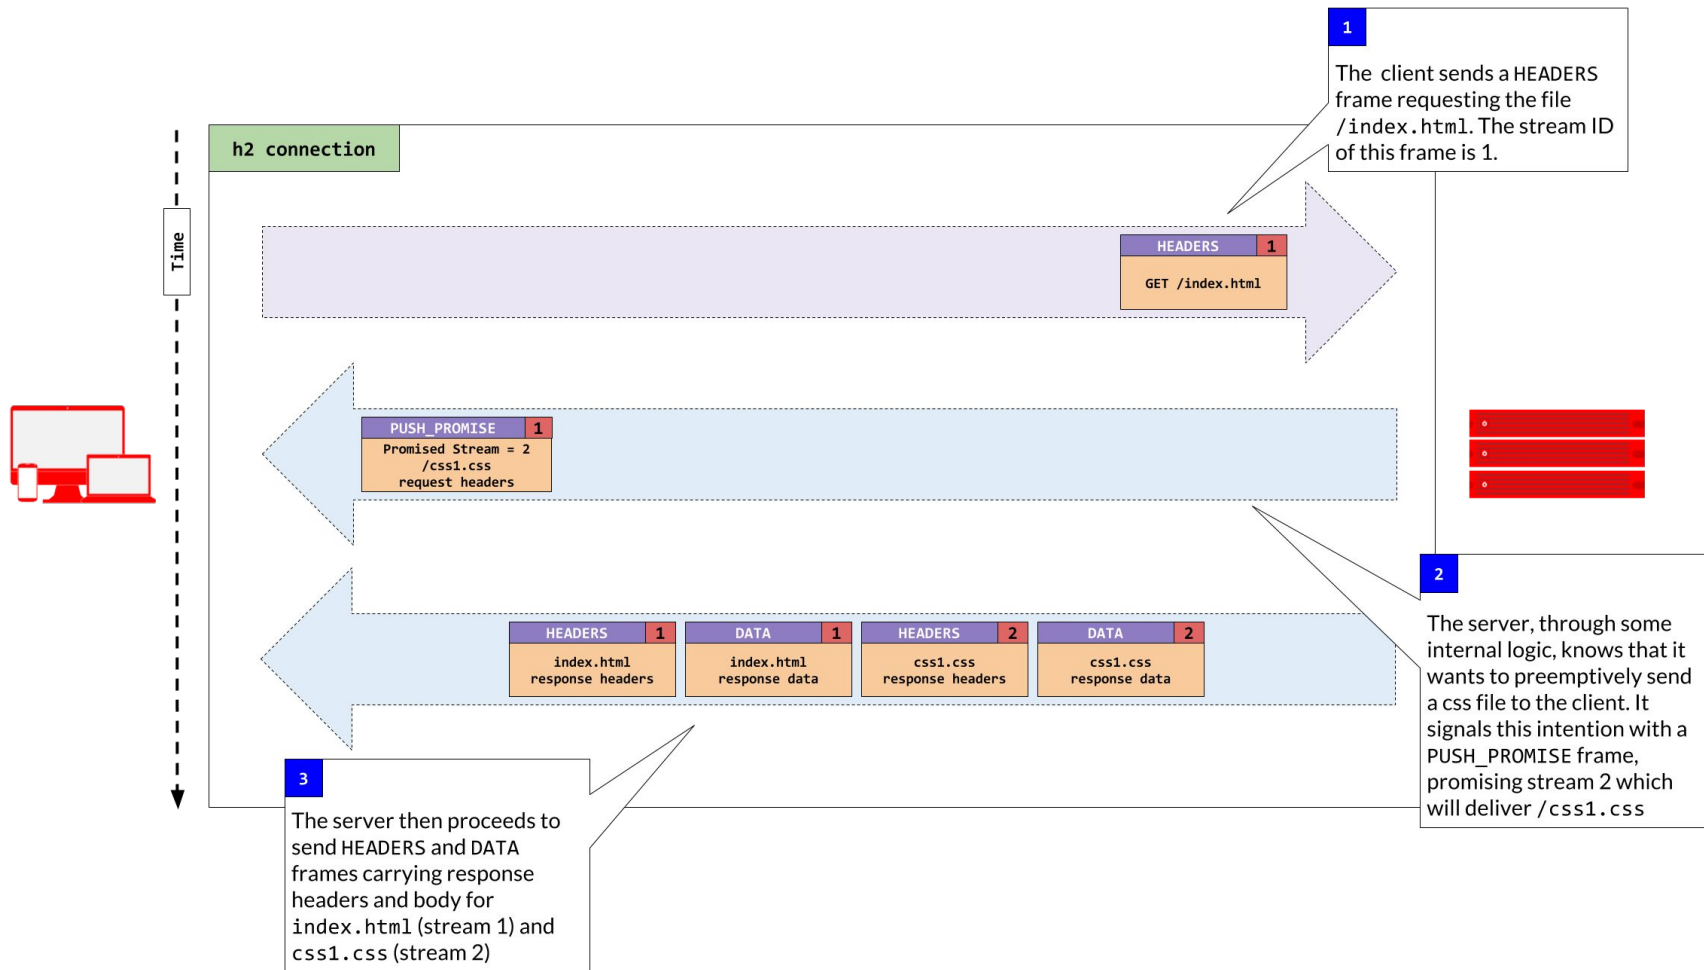 1
The client sends a HEADERS
frame requesting the file
/index.html. The stream ID
of this frame is 1.
h2 connection
Time
HEADERS 1
GET /index.html
PUSH_PROMISE 1
Promised Stream = 2
/css1.css
request headers
2
The server, through some
internal logic, knows that it
wants to preemptively send
a css file to the client. It
signals this intention with a
PUSH_PROMISE frame,
promising stream 2 which
will deliver /css1.css
HEADERS 1
index.html
response headers
DATA 1
index.html
response data
HEADERS 2
css1.css
response headers
DATA 2
css1.css
response data
3
The server then proceeds to
send HEADERS and DATA
frames carrying response
headers and body for
index.html (stream 1) and
css1.css (stream 2)